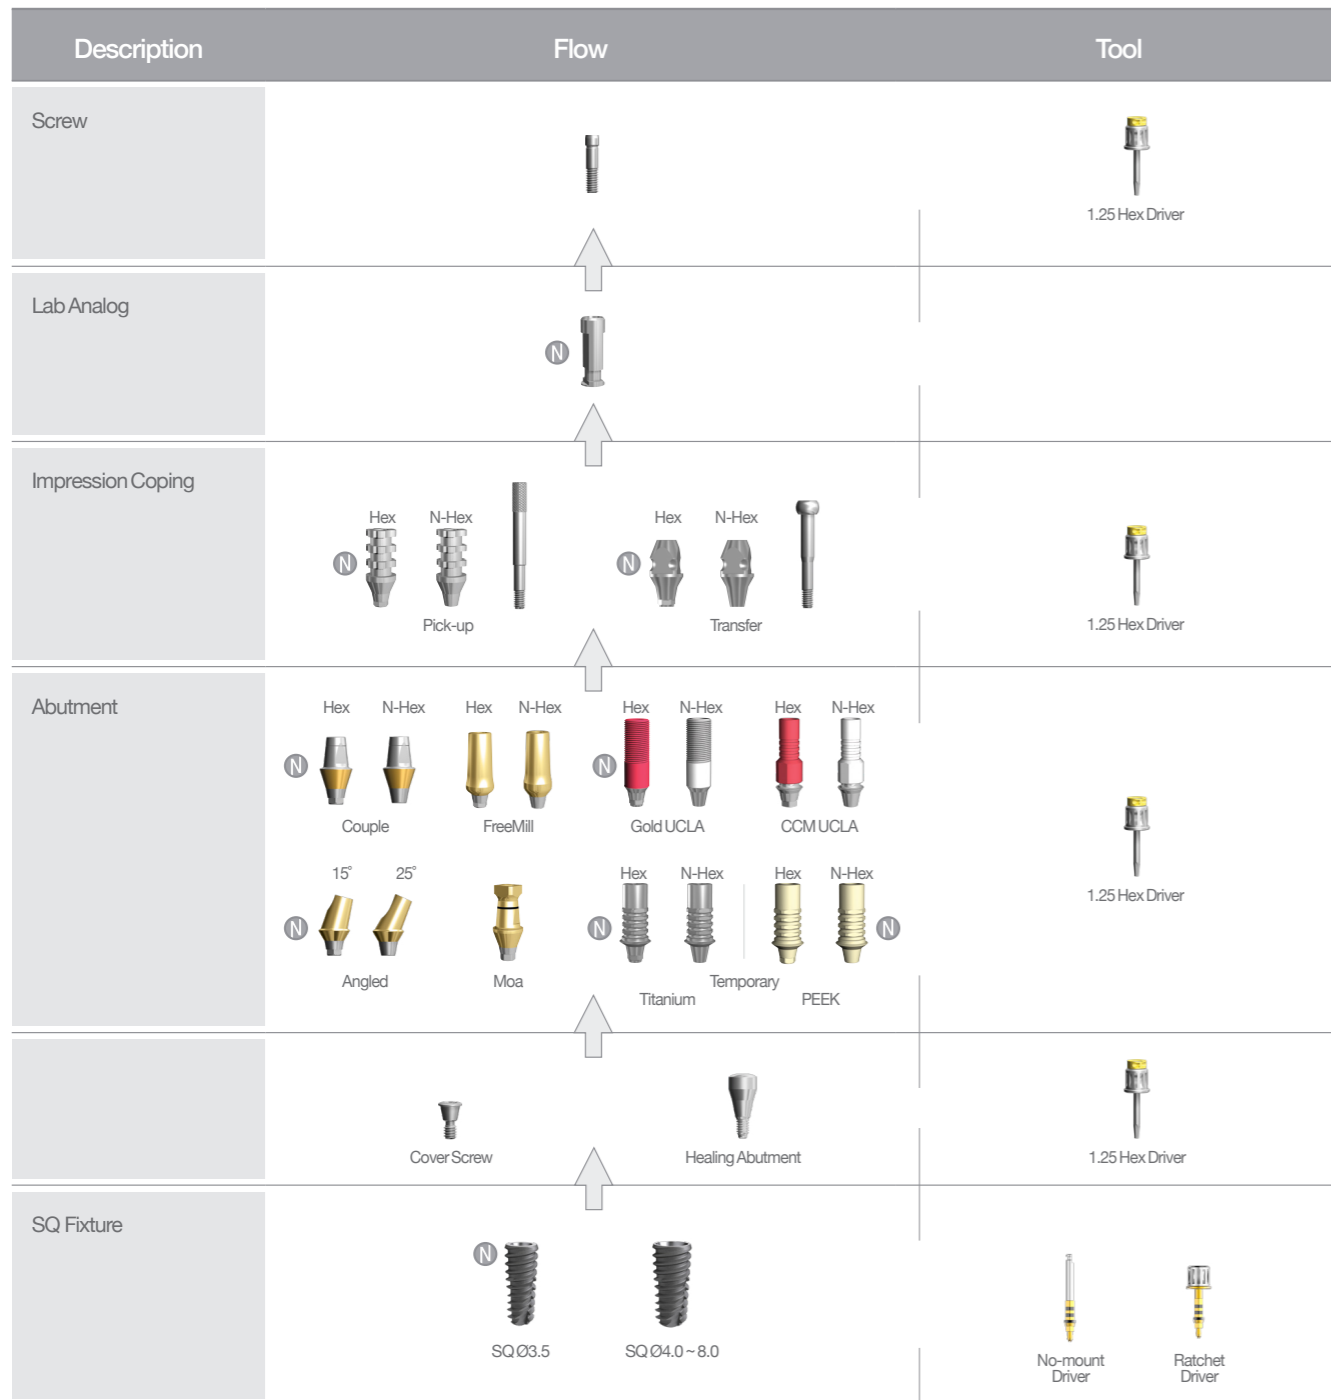 Description Flow Tool
Screw
1.25 Hex Driver
Lab Analog
N
Impression Coping
Hex N-Hex Hex N-Hex
N N
Pick-up Transfer
1.25 Hex Driver
Abutment
Hex N-Hex Hex N-Hex Hex N-Hex Hex N-Hex
N N
Couple FreeMill Gold UCLA CCM UCLA
1.25 Hex Driver
15° 25° Hex N-Hex Hex N-Hex
N N N
Angled Moa Temporary
Titanium PEEK
Cover Screw Healing Abutment 1.25 Hex Driver
SQ Fixture
N
SQ Ø3.5 SQ Ø4.0 ~ 8.0
No-mount Ratchet
Driver Driver